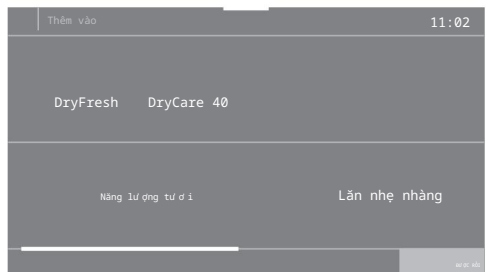 Thêm vào
11:02
DryFresh DryCare 40
Năng lượng tươi
Lăn nhẹ nhàng